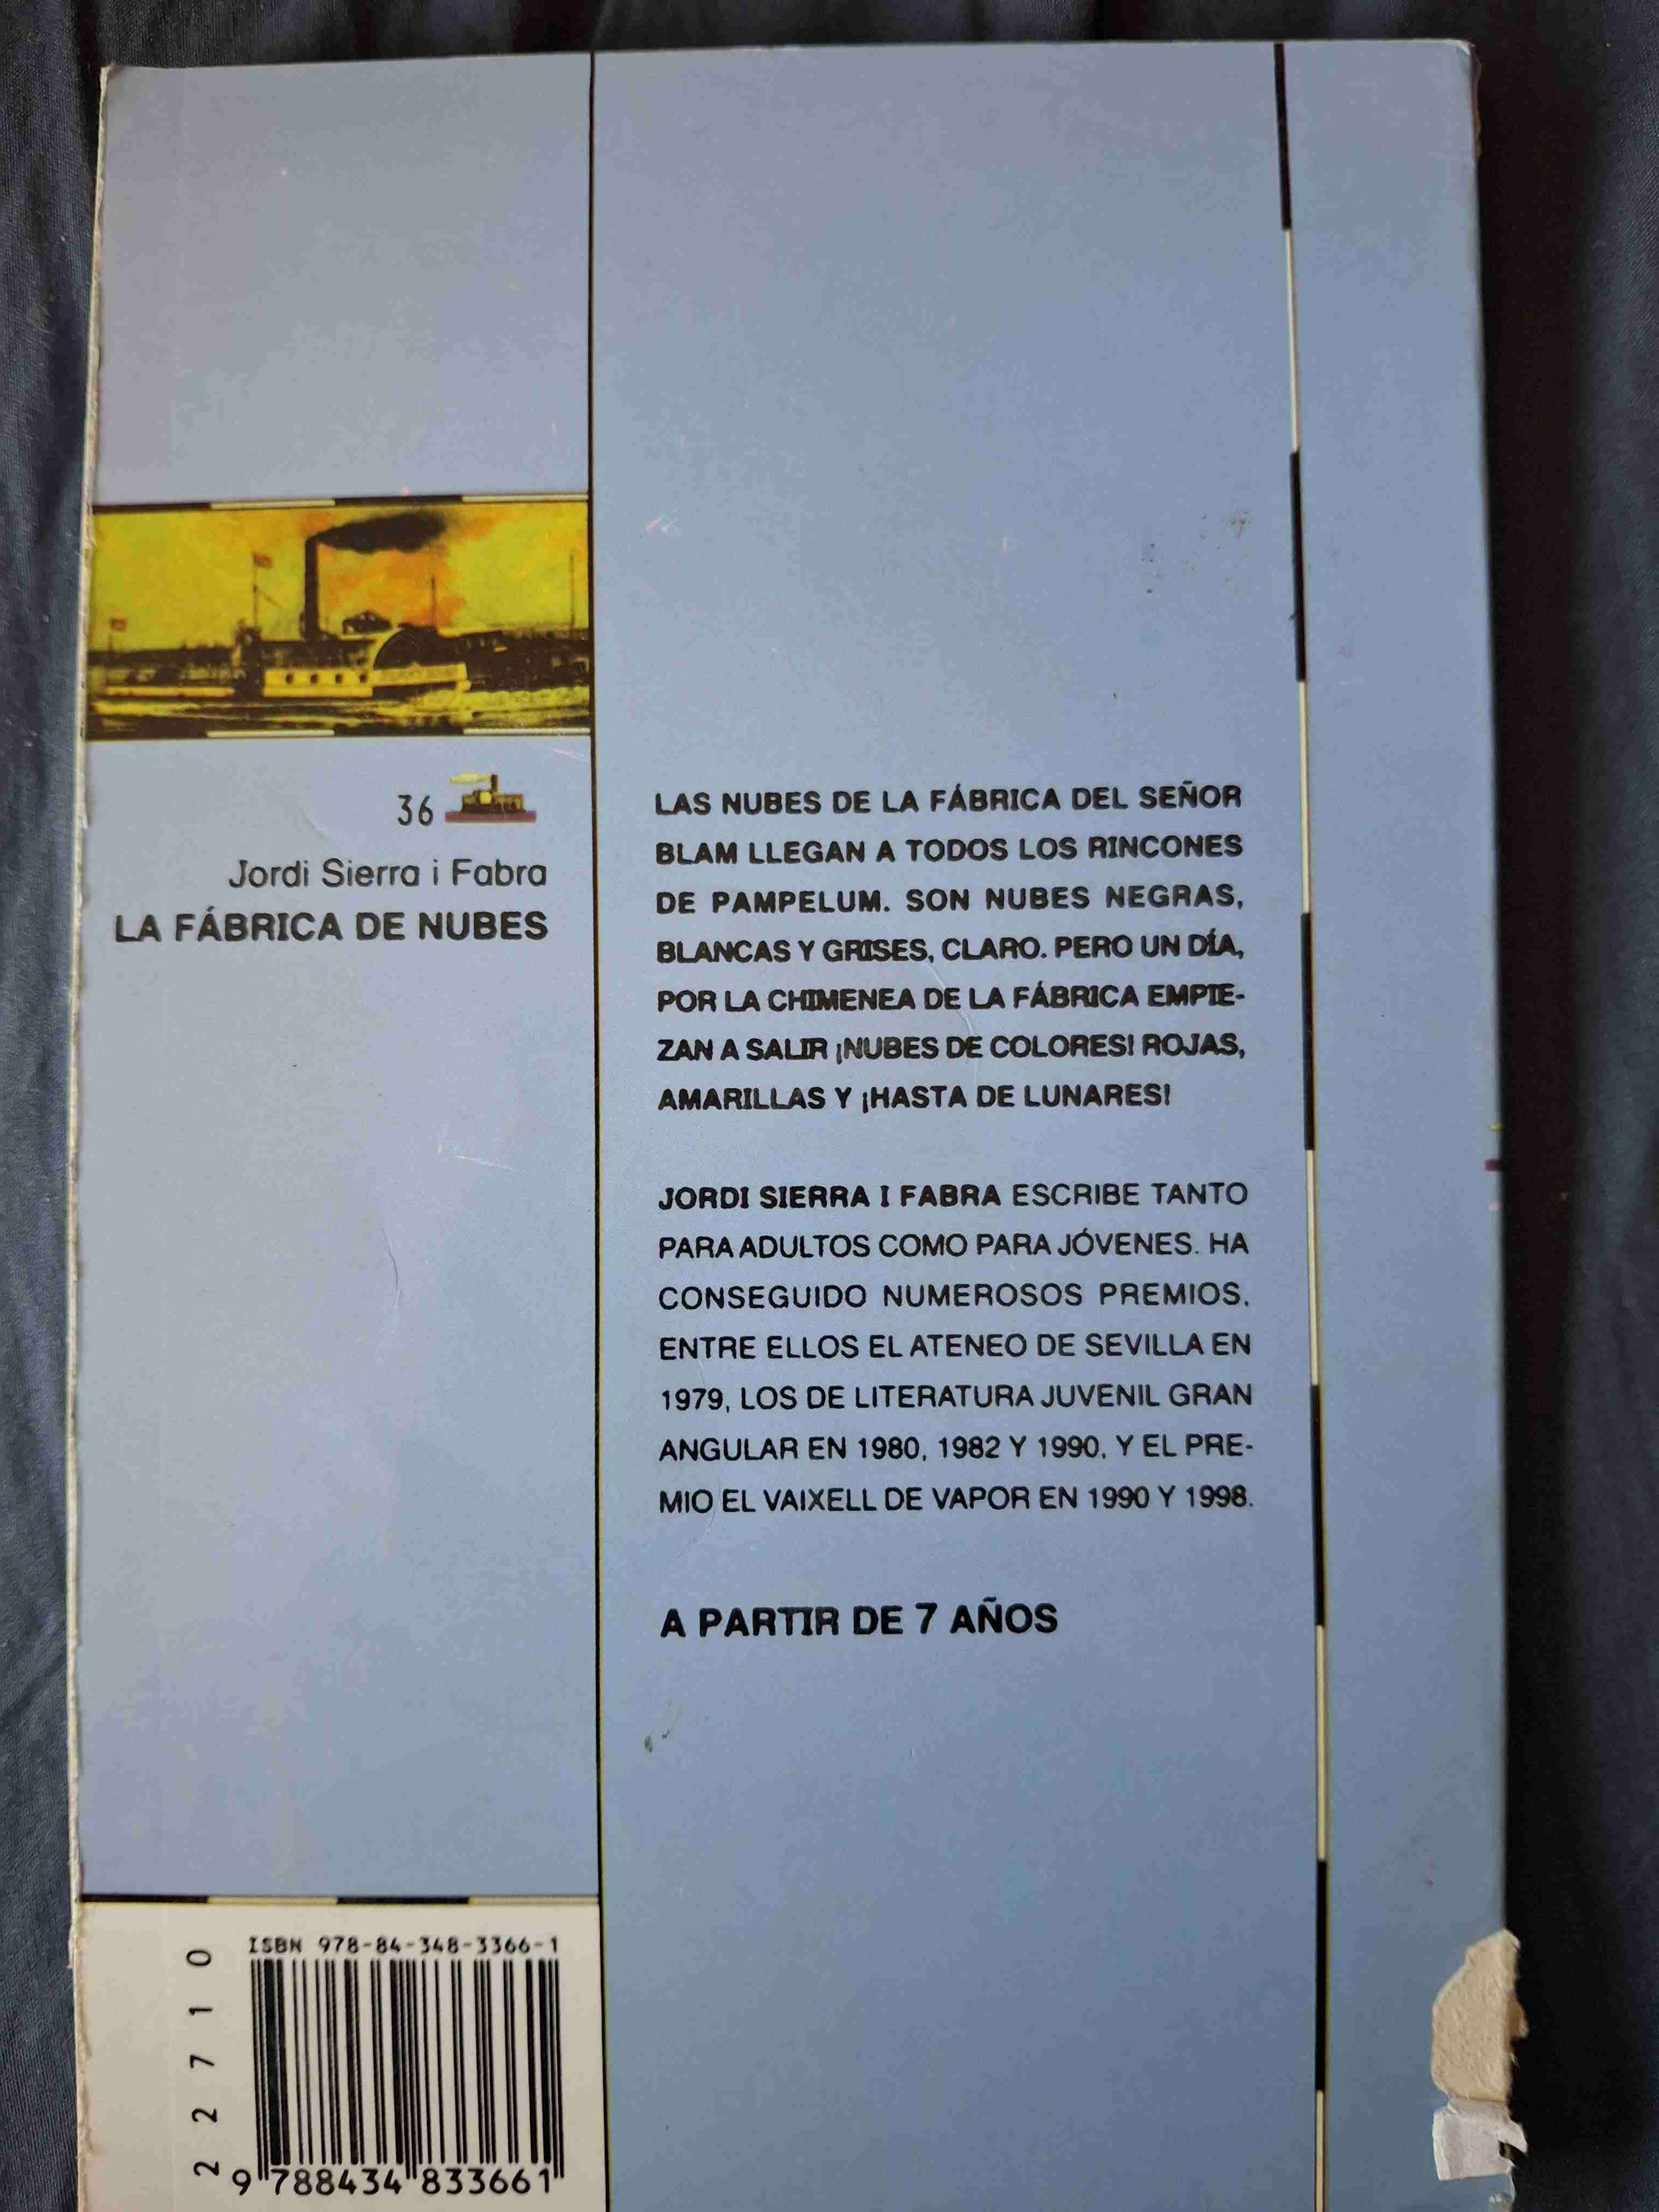 36
Jordi Sierra i Fabra
LA FÁBRICA DE NUBES
LAS NUBES DE LA FÁBRICA DEL SEÑOR
BLAM LLEGAN A TODOS LOS RINCONES
DE PAMPELUM. SON NUBES NEGRAS,
BLANCAS Y GRISES, CLARO. PERO UN DÍA,
POR LA CHIMENEA DE LA FÁBRICA EMPIE-
ZAN A SALIR ¡NUBES DE COLORES! ROJAS,
AMARILLAS Y ¡HASTA DE LUNARES!
JORDI SIERRA I FABRA ESCRIBE TANTO
PARA ADULTOS COMO PARA JÓVENES. HA
CONSEGUIDO NUMEROSOS PREMIOS,
ENTRE ELLOS EL ATENEO DE SEVILLA EN
1979, LOS DE LITERATURA JUVENIL GRAN
ANGULAR EN 1980, 1982 Y 1990, Y EL PRE-
MIO EL VAIXELL DE VAPOR EN 1990 Y 1998.
A PARTIR DE 7 AÑOS
ISBN 978-84-348-3366-1
22710
9 788434 833661